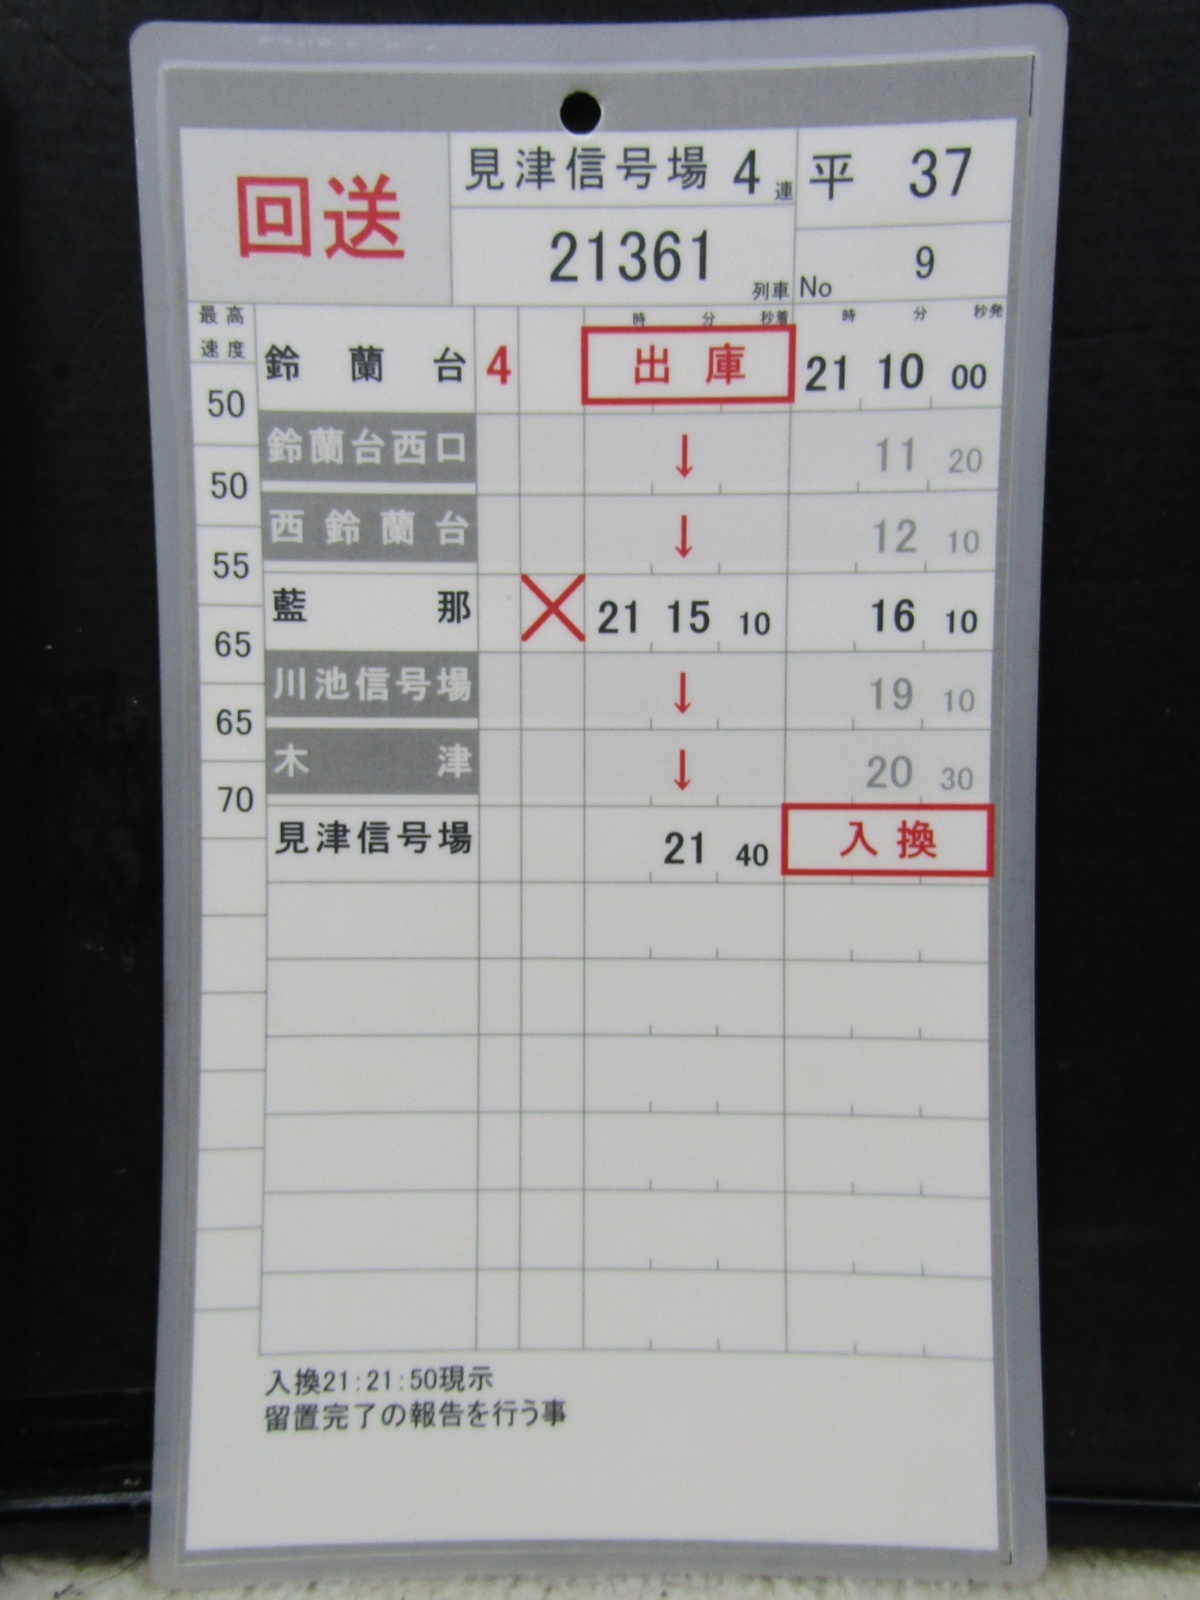 回送
見津信号場 4連
平 37
21361 列車
No 9
最高速度
時 分 秒着 時 分 秒発
鈴蘭台 4 出庫 21 10 00
50
鈴蘭台西口 ↓ 11 20
50
西鈴蘭台 ↓ 12 10
55
藍那 × 21 15 10 16 10
65
川池信号場 ↓ 19 10
65
木津 ↓ 20 30
70
見津信号場 21 40 入換
入換21:21:50現示
留置完了の報告を行う事